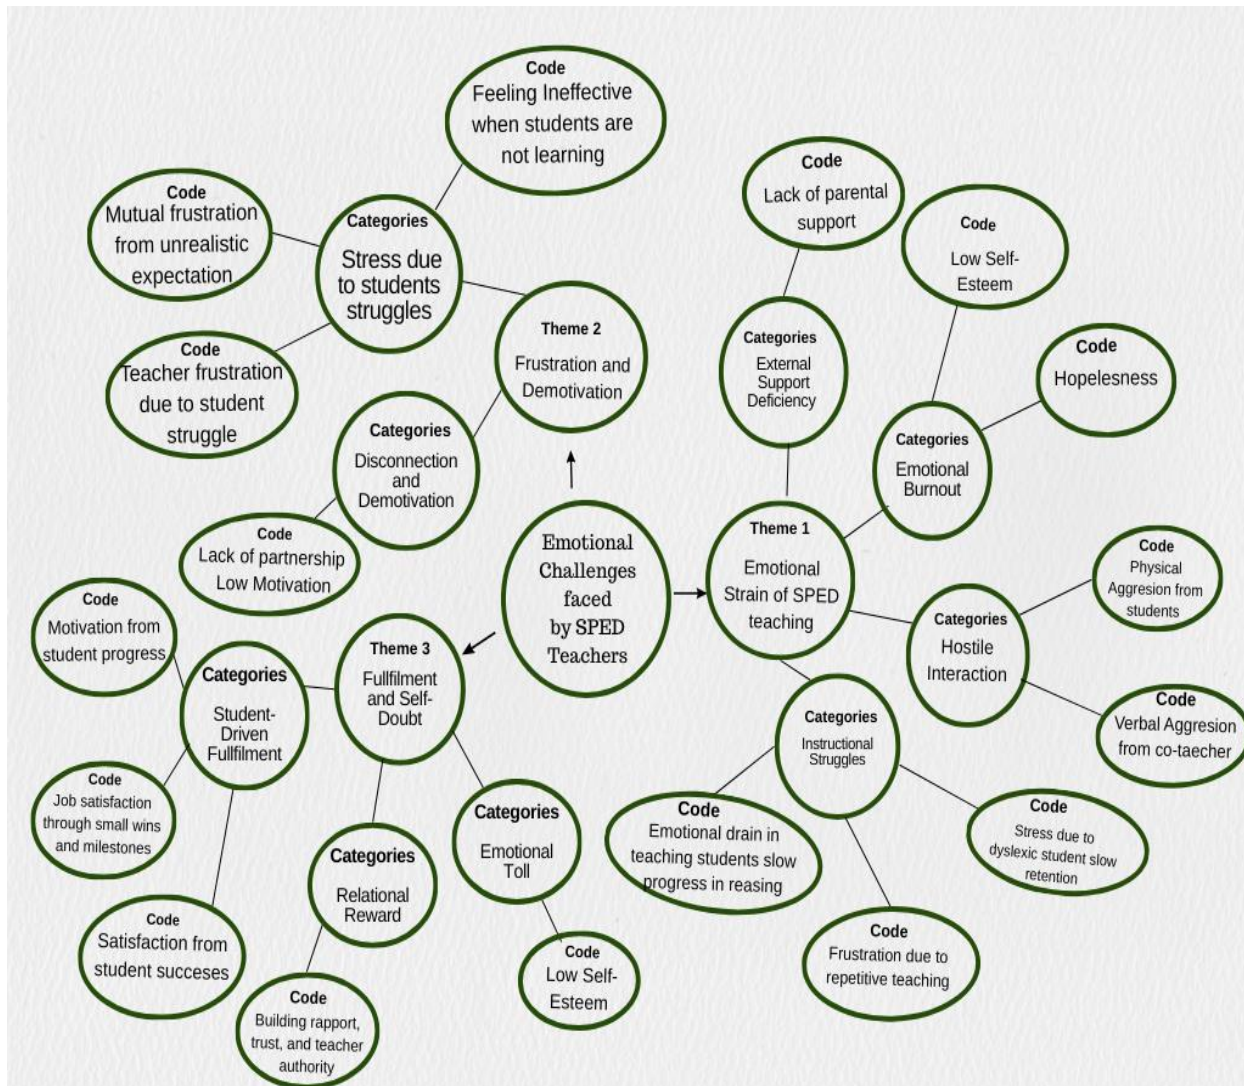 Code
Feeling Ineffective
when students are
not learning
Code
Mutual frustration
from unrealistic
expectation
Categories
Stress due
to students
struggles
Code
Teacher frustration
due to student
struggle
Theme 2
Frustration and
Demotivation
Categories
Disconnection
and
Demotivation
Code
Lack of partnership
Low Motivation
Code
Lack of parental
support
Code
Low Self-
Esteem
Categories
External
Support
Deficiency
Code
Hopelesness
Categories
Emotional
Burnout
Emotional
Challenges
faced
by SPED
Teachers
Theme 1
Emotional
Strain of SPED
teaching
Code
Physical
Aggresion from
students
Categories
Hostile
Interaction
Code
Verbal Aggresion
from co-taecher
Categories
Instructional
Struggles
Code
Emotional drain in
teaching students slow
progress in reasing
Code
Stress due to
dyslexic student slow
retention
Code
Frustration due to
repetitive teaching
Theme 3
Fullfilment
and Self-
Doubt
Code
Motivation from
student progress
Categories
Student-
Driven
Fullfilment
Code
Job satisfaction
through small wins
and milestones
Code
Satisfaction from
student succeses
Categories
Relational
Reward
Code
Building rapport,
trust, and teacher
authority
Categories
Emotional
Toll
Code
Low Self-
Esteem